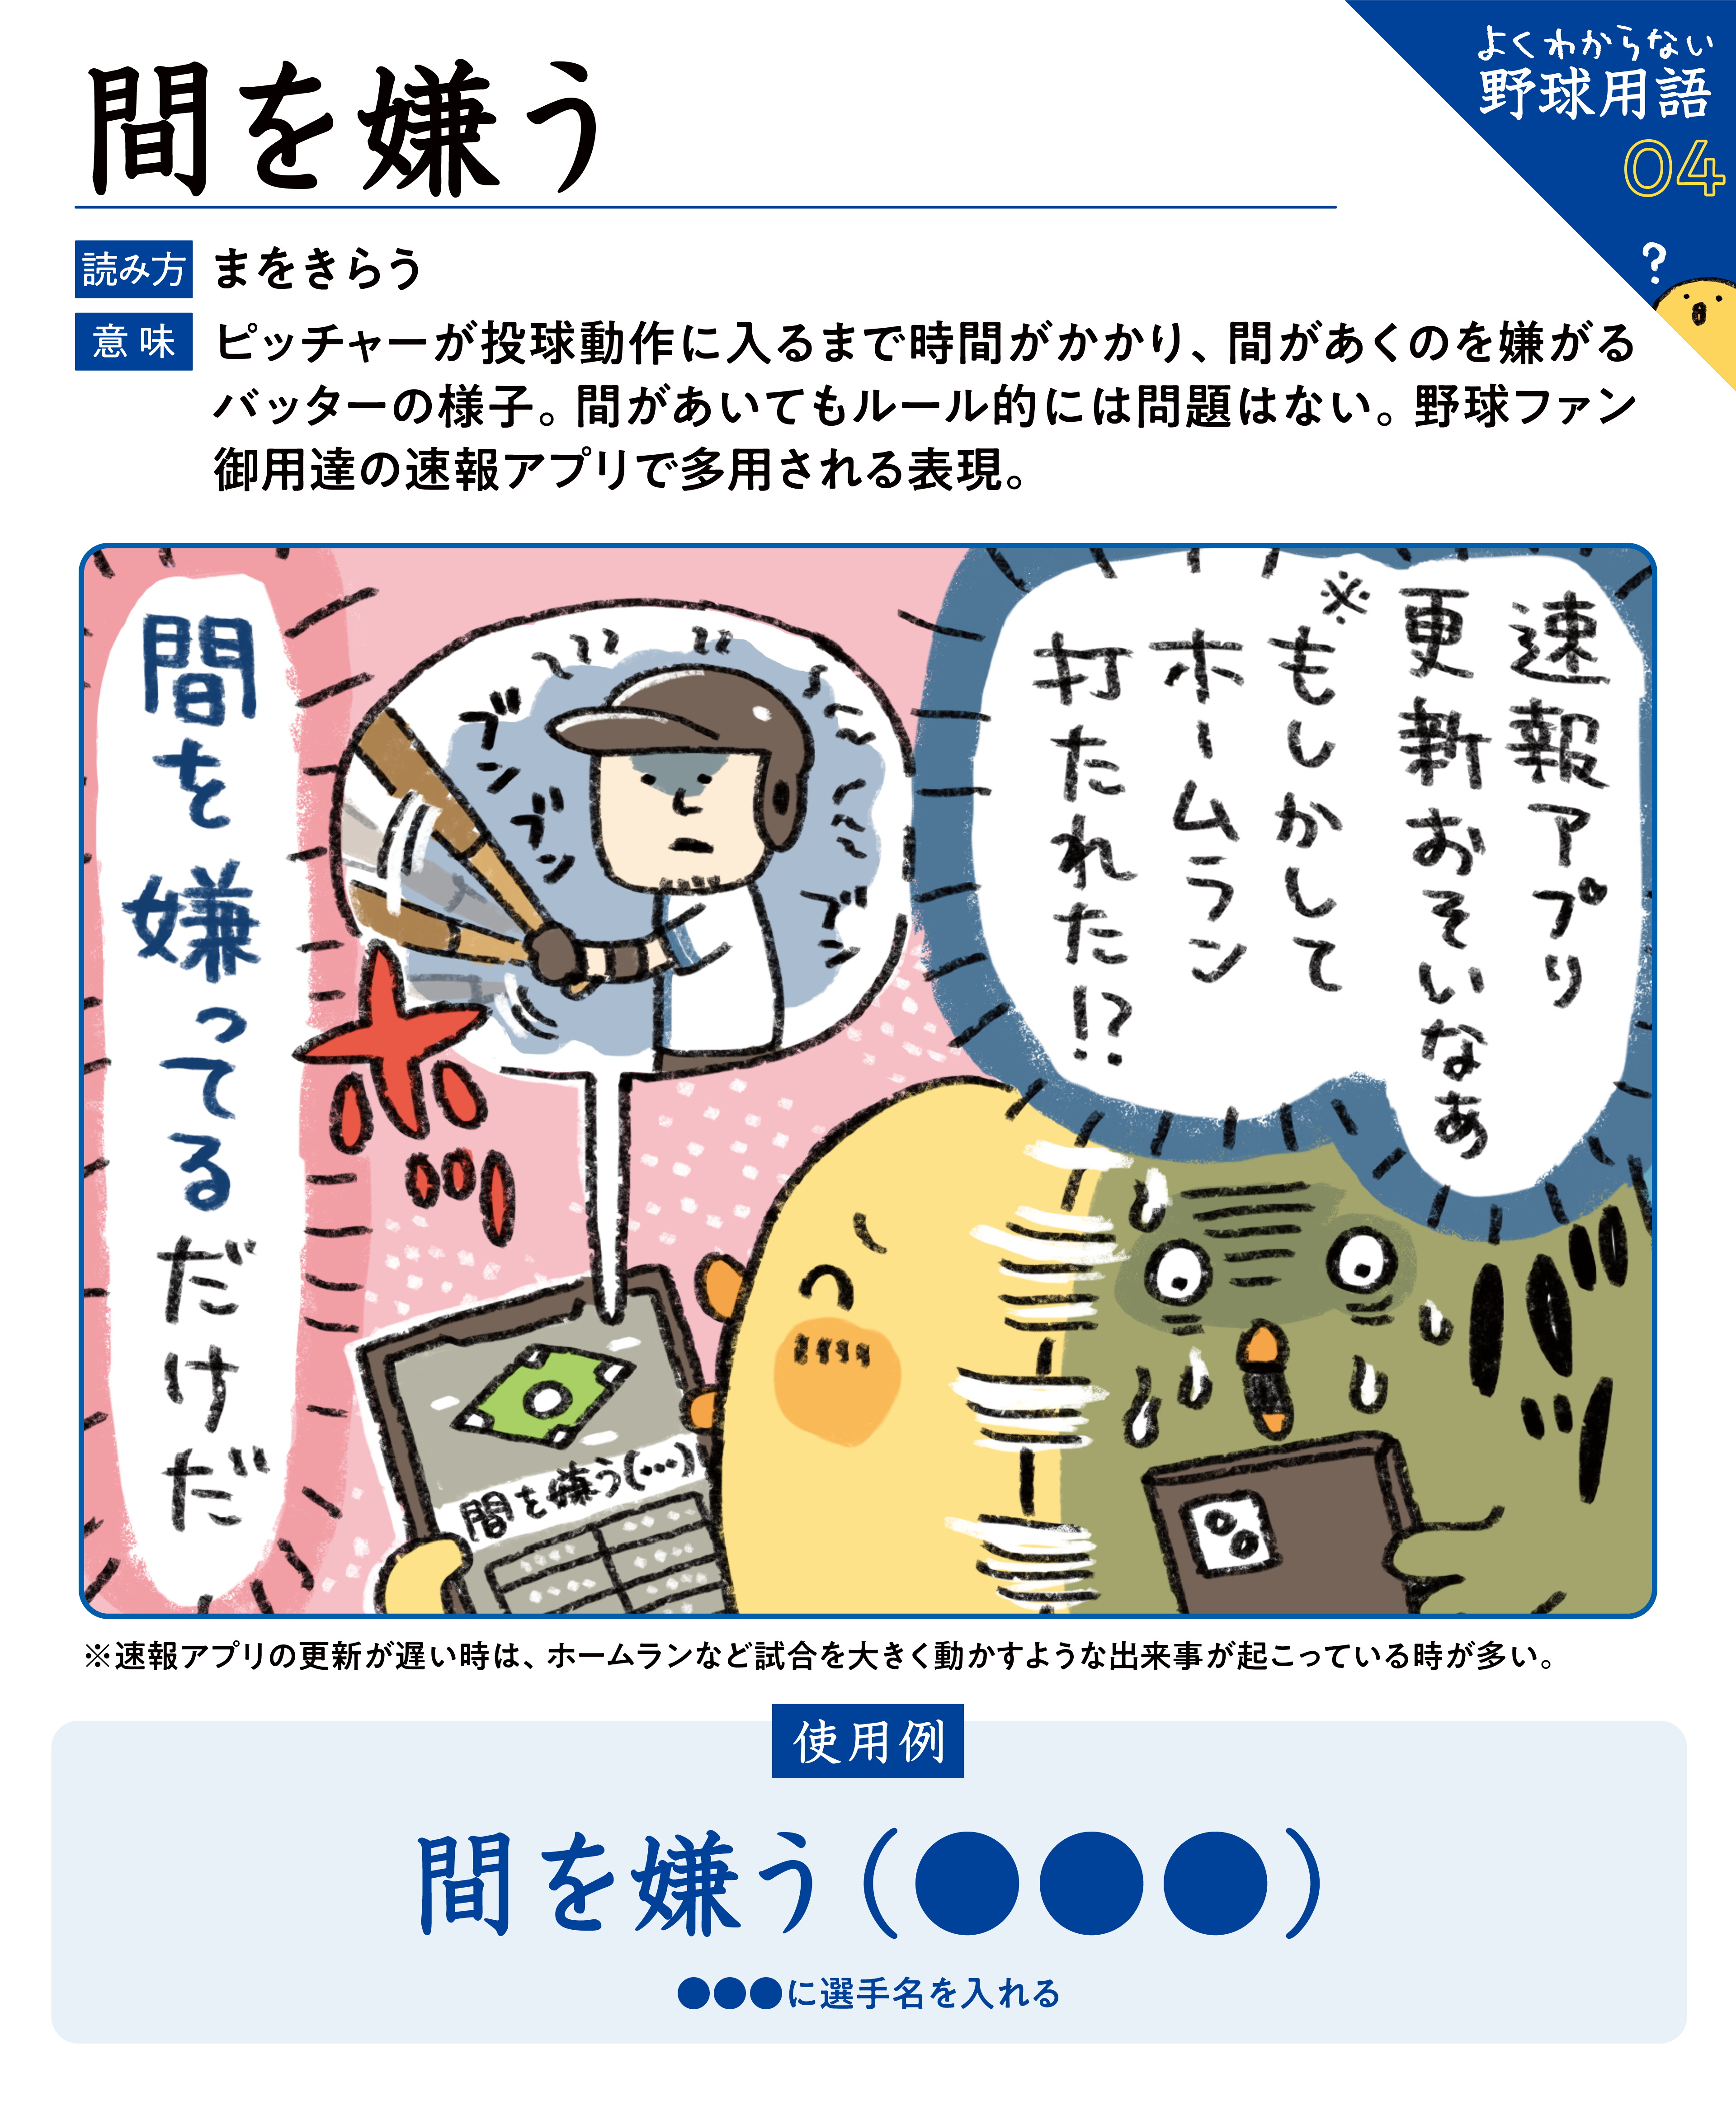 よくわからない
野球用語
04
?
間を嫌う
読み方
まをきらう
意味
ピッチャーが投球動作に入るまで時間がかかり、間があくのを嫌がる
バッターの様子。間があいてもルール的には問題はない。野球ファン
御用達の速報アプリで多用される表現。
速報アプリ
更新おそいなぁ
※もしかして
ホームラン
打たれた!?
ブン
ブン
ブン
ホッ
ドッ
間を嫌う(…)
間を嫌ってるだけだ
※速報アプリの更新が遅い時は、ホームランなど試合を大きく動かすような出来事が起こっている時が多い。
使用例
間を嫌う(●●●)
●●●に選手名を入れる